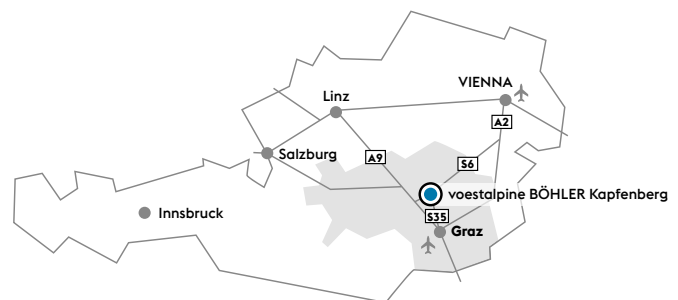 VIENNA
Linz
A2
Salzburg
A9
S6
voestalpine BÖHLER Kapfenberg
Innsbruck
S35
Graz